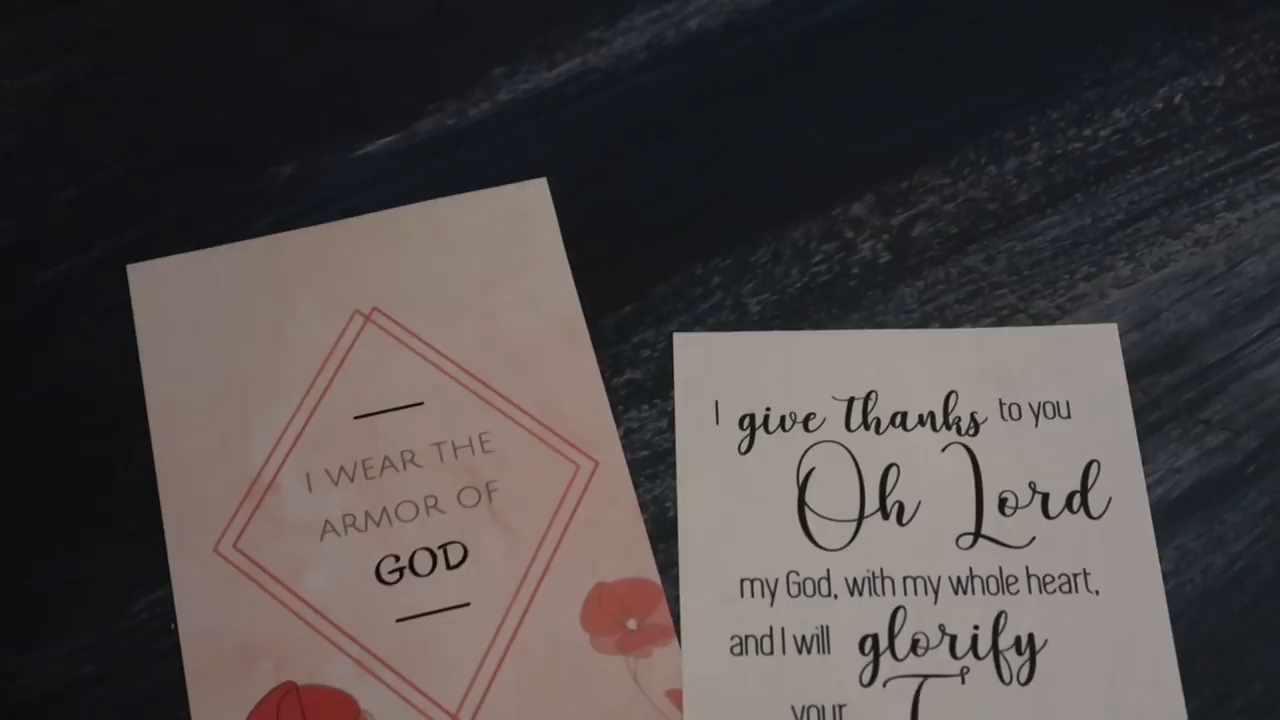 I WEAR THE
ARMOR OF
GOD
I give thanks to you
Oh Lord
my God, with my whole heart,
and I will glorify
your